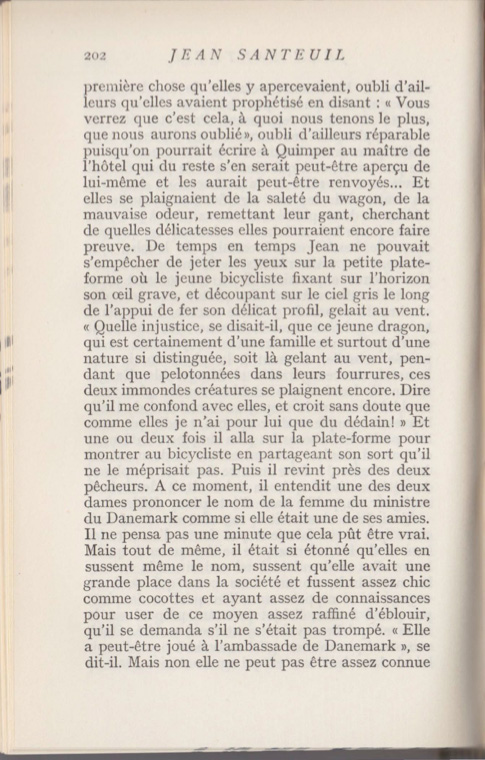 202 JEAN SANTEUIL
première chose qu'elles y apercevaient, oubli d'ail-
leurs qu'elles avaient prophétisé en disant : « Vous
verrez que c'est cela, à quoi nous tenons le plus,
que nous aurons oublié», oubli d'ailleurs réparable
puisqu'on pourrait écrire à Quimper au maître de
l'hôtel qui du reste s'en serait peut-être aperçu de
lui-même et les aurait peut-être renvoyés... Et
elles se plaignaient de la saleté du wagon, de la
mauvaise odeur, remettant leur gant, cherchant
de quelles délicatesses elles pourraient encore faire
preuve. De temps en temps Jean ne pouvait
s'empêcher de jeter les yeux sur la petite plate-
forme où le jeune bicycliste fixant sur l'horizon
son œil grave, et découpant sur le ciel gris le long
de l'appui de fer son délicat profil, gelait au vent.
« Quelle injustice, se disait-il, que ce jeune dragon,
qui est certainement d'une famille et surtout d'une
nature si distinguée, soit là gelant au vent, pen-
dant que pelotonnées dans leurs fourrures, ces
deux immondes créatures se plaignent encore. Dire
qu'il me confond avec elles, et croit sans doute que
comme elles je n'ai pour lui que du dédain! » Et
une ou deux fois il alla sur la plate-forme pour
montrer au bicycliste en partageant son sort qu'il
ne le méprisait pas. Puis il revint près des deux
pêcheurs. A ce moment, il entendit une des deux
dames prononcer le nom de la femme du ministre
du Danemark comme si elle était une de ses amies.
Il ne pensa pas une minute que cela pût être vrai.
Mais tout de même, il était si étonné qu'elles en
sussent même le nom, sussent qu'elle avait une
grande place dans la société et fussent assez chic
comme cocottes et ayant assez de connaissances
pour user de ce moyen assez raffiné d'éblouir,
qu'il se demanda s'il ne s'était pas trompé. « Elle
a peut-être joué à l'ambassade de Danemark », se
dit-il. Mais non elle ne peut pas être assez connue